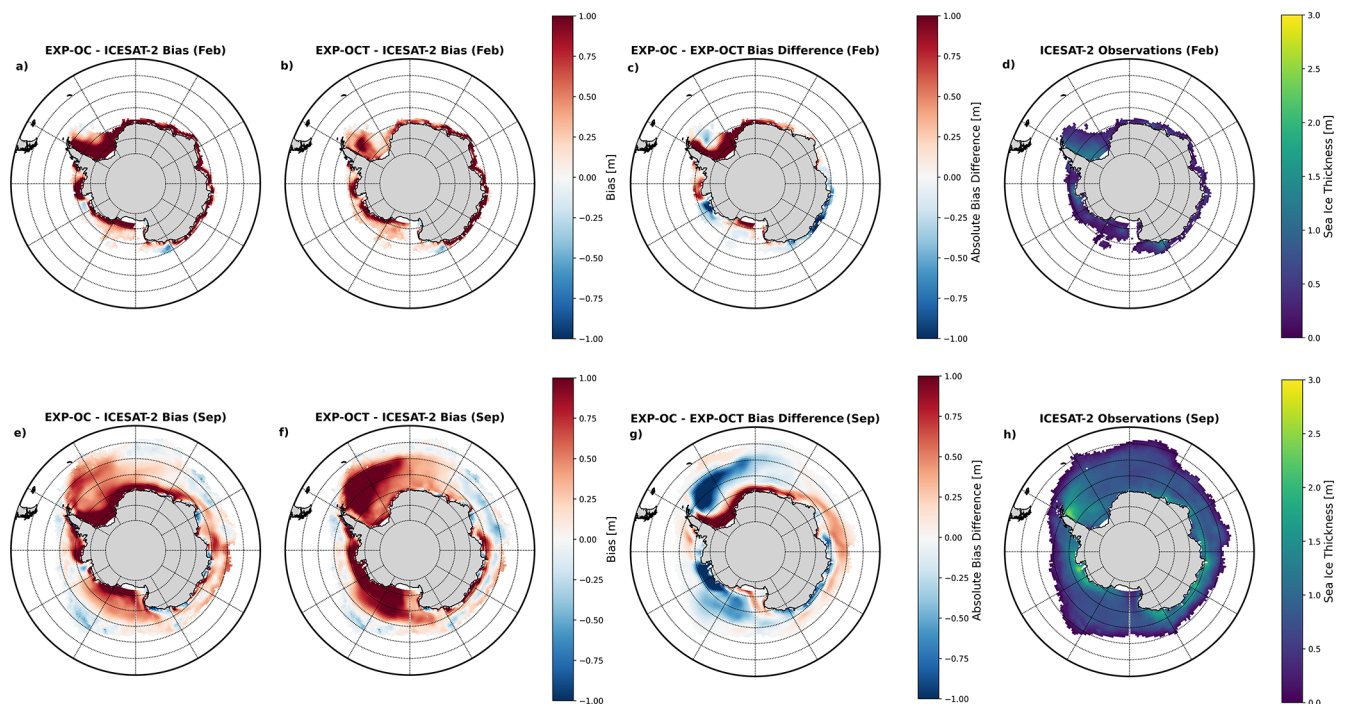 EXP-OC - ICESAT-2 Bias (Feb)
a)
EXP-OCT - ICESAT-2 Bias (Feb)
b)
1.00
0.75
0.50
0.25
0.00
−0.25
−0.50
−0.75
−1.00
Bias [m]
EXP-OC - EXP-OCT Bias Difference (Feb)
c)
1.00
0.75
0.50
0.25
0.00
−0.25
−0.50
−0.75
−1.00
Absolute Bias Difference [m]
ICESAT-2 Observations (Feb)
d)
3.0
2.5
2.0
1.5
1.0
0.5
0.0
Sea Ice Thickness [m]
EXP-OC - ICESAT-2 Bias (Sep)
e)
EXP-OCT - ICESAT-2 Bias (Sep)
f)
1.00
0.75
0.50
0.25
0.00
−0.25
−0.50
−0.75
−1.00
Bias [m]
EXP-OC - EXP-OCT Bias Difference (Sep)
g)
1.00
0.75
0.50
0.25
0.00
−0.25
−0.50
−0.75
−1.00
Absolute Bias Difference [m]
ICESAT-2 Observations (Sep)
h)
3.0
2.5
2.0
1.5
1.0
0.5
0.0
Sea Ice Thickness [m]